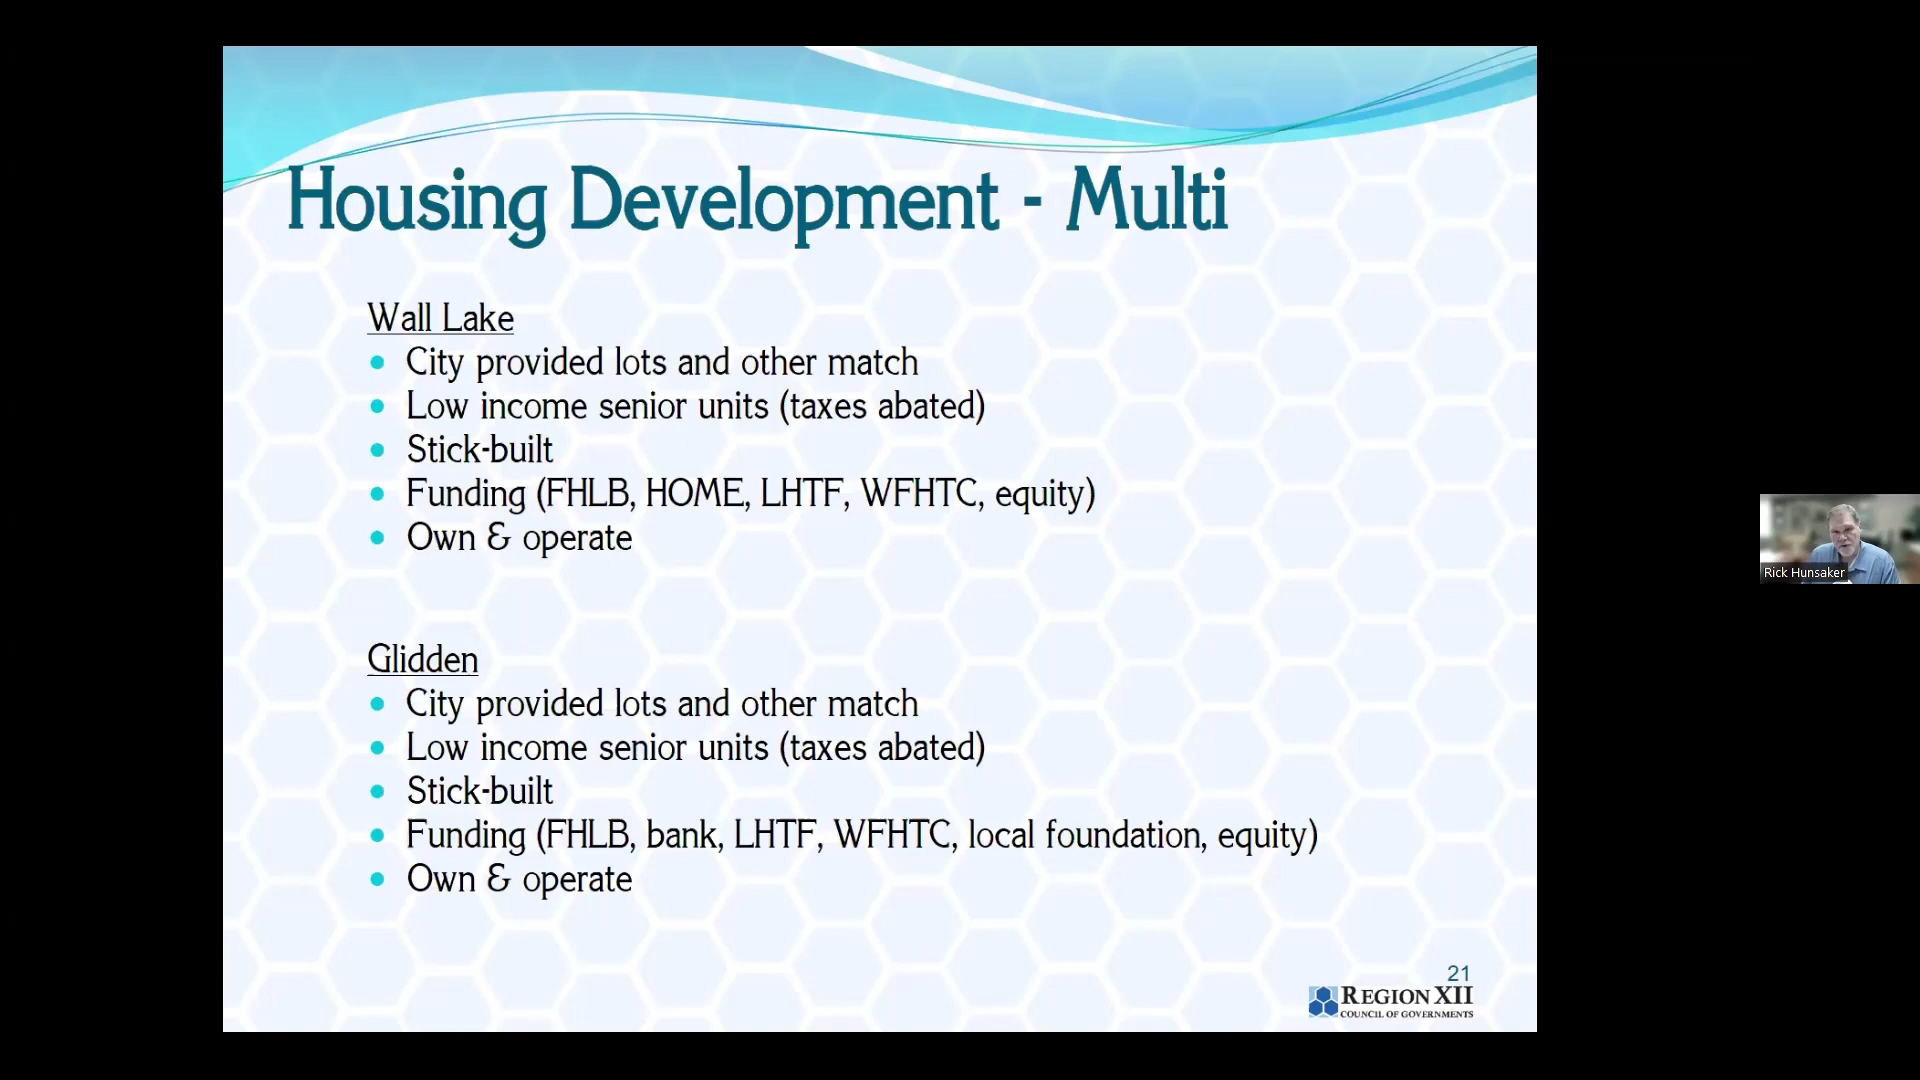 Housing Development - Multi
Wall Lake
City provided lots and other match
Low income senior units (taxes abated)
Stick-built
Funding (FHLB, HOME, LHTF, WFHTC, equity)
Own & operate
Glidden
City provided lots and other match
Low income senior units (taxes abated)
Stick-built
Funding (FHLB, bank, LHTF, WFHTC, local foundation, equity)
Own & operate
21
REGION XII
COUNCIL OF GOVERNMENTS
Rick Hunsaker